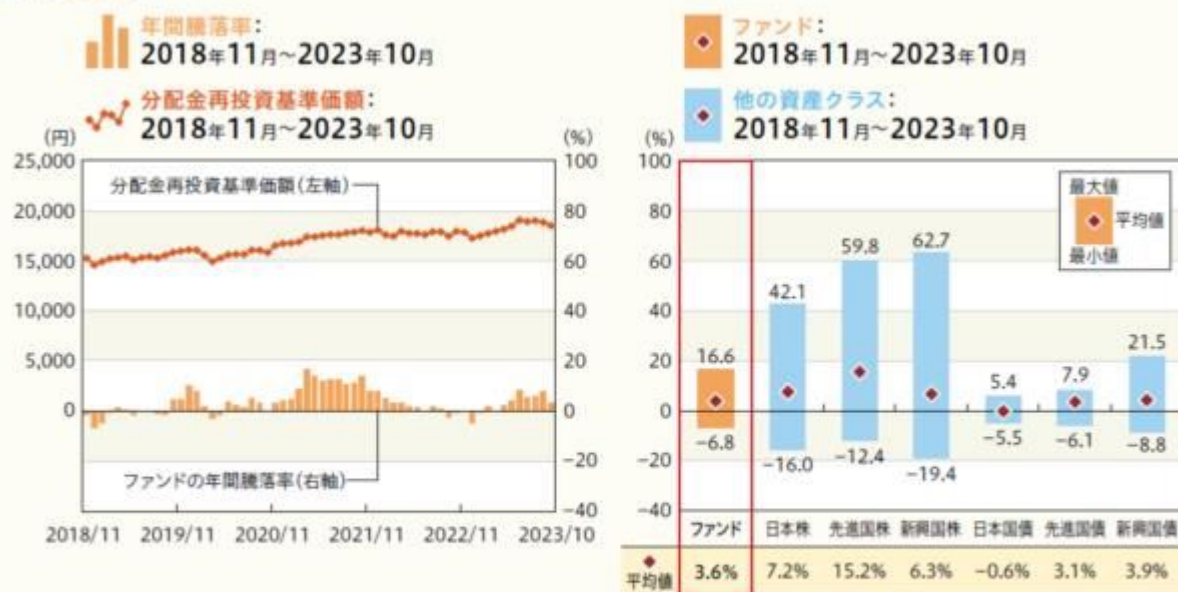 年間騰落率：
2018年11月～2023年10月
分配金再投資基準価額：
2018年11月～2023年10月
(円)
(%)
25,000
20,000
15,000
10,000
5,000
0
100
80
60
40
20
0
−20
−40
分配金再投資基準価額(左軸)
ファンドの年間騰落率(右軸)
2018/11 2019/11 2020/11 2021/11 2022/11 2023/10
ファンド：
2018年11月～2023年10月
他の資産クラス：
2018年11月～2023年10月
(%)
100
80
60
40
20
0
−20
−40
最大値
平均値
最小値
16.6 42.1 59.8 62.7 5.4 7.9 21.5
−6.8 −16.0 −12.4 −19.4 −5.5 −6.1 −8.8
ファンド 日本株 先進国株 新興国株 日本国債 先進国債 新興国債
平均値 3.6% 7.2% 15.2% 6.3% −0.6% 3.1% 3.9%